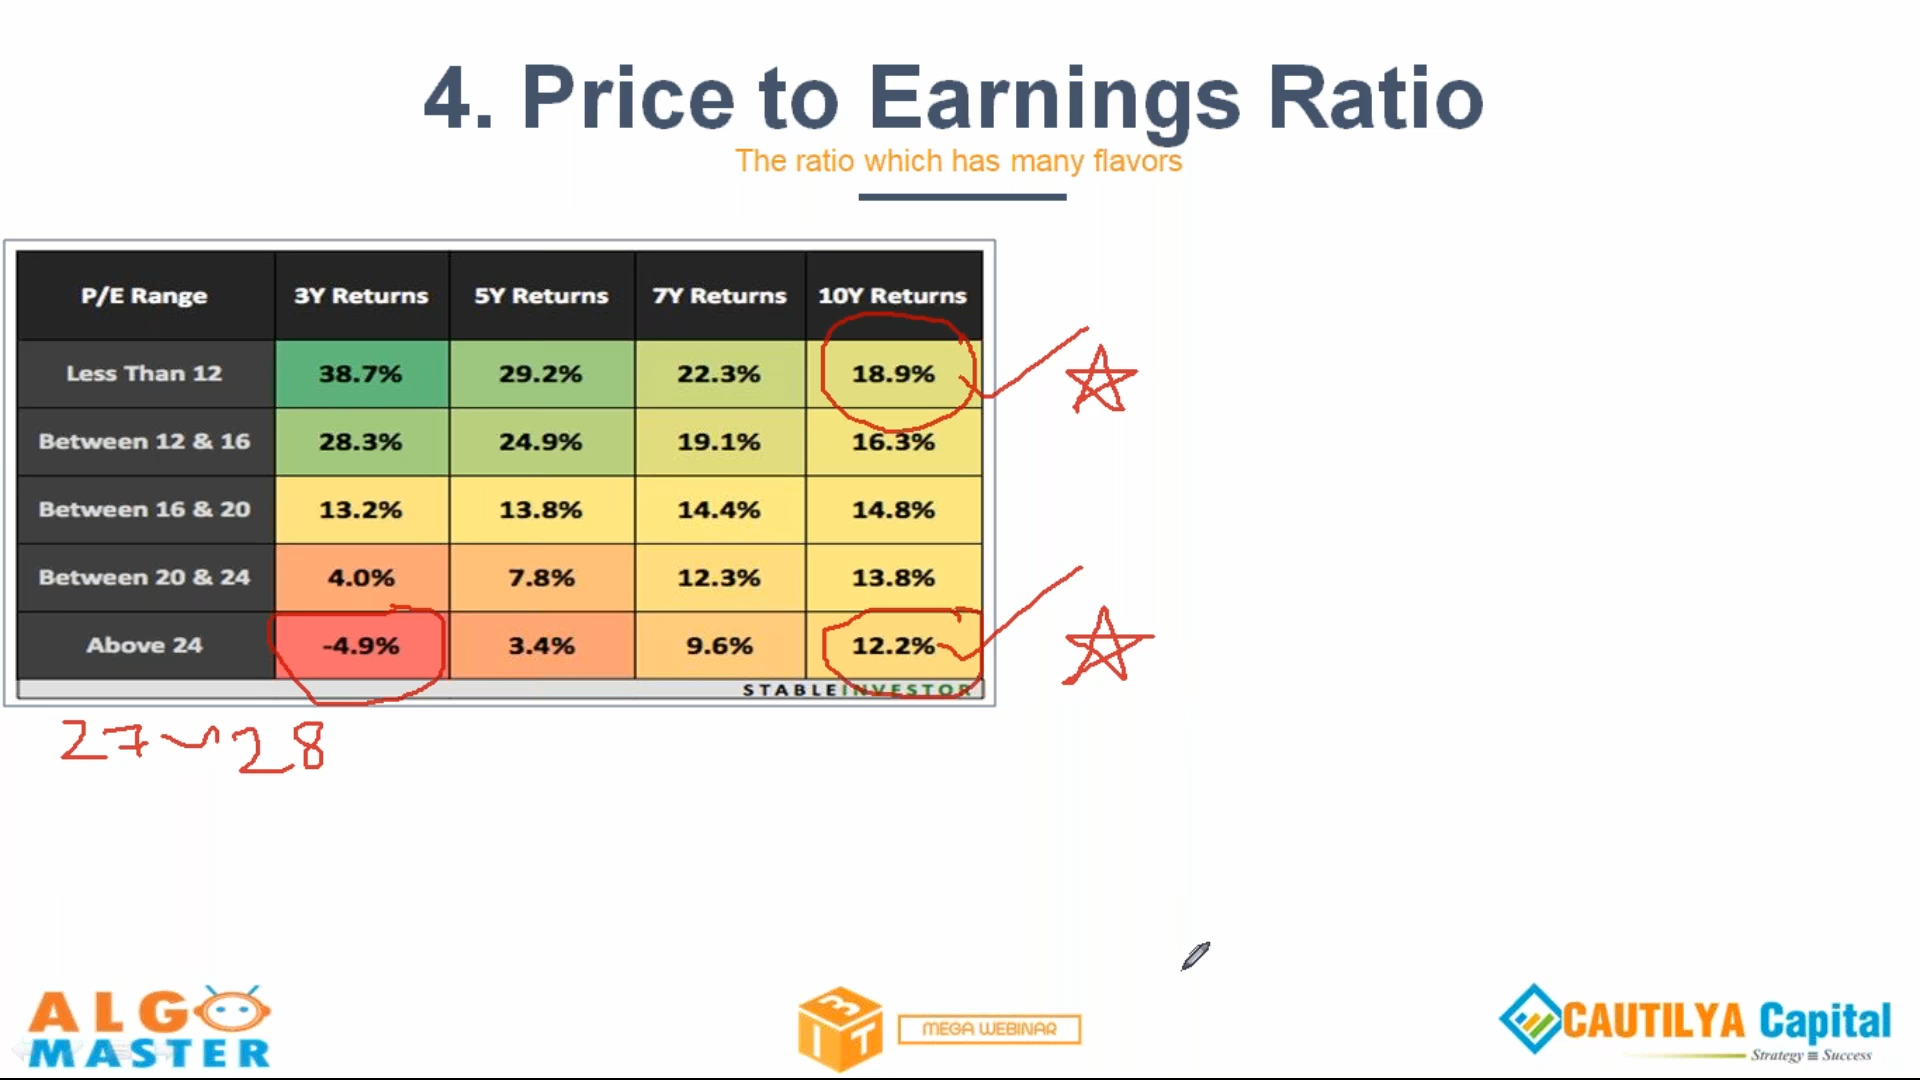 4. Price to Earnings Ratio
The ratio which has many flavors
P/E Range 3Y Returns 5Y Returns 7Y Returns 10Y Returns
Less Than 12 38.7% 29.2% 22.3% 18.9%
Between 12 & 16 28.3% 24.9% 19.1% 16.3%
Between 16 & 20 13.2% 13.8% 14.4% 14.8%
Between 20 & 24 4.0% 7.8% 12.3% 13.8%
Above 24 -4.9% 3.4% 9.6% 12.2%
STABLEINVESTOR
27~28
ALGO MASTER
3 I T
MEGA WEBINAR
CAUTILYA Capital
Strategy ≡ Success